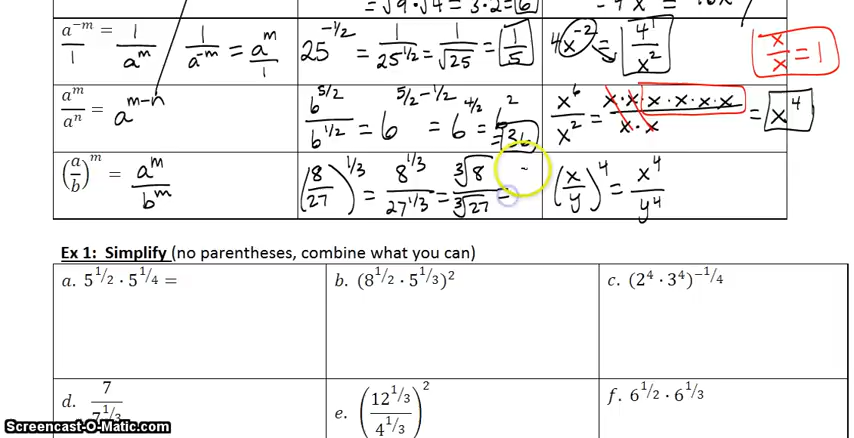 = √9 · √4 = 3·2 = 6
a^{-m}/1 = 1/a^m    1/a^{-m} = a^m/1    25^{-1/2} = 1/25^{1/2} = 1/√25 = 1/5    4x^{-2} = 4/x^2    x/x = 1
a^m/a^n = a^{m-n}    6^{5/2}/6^{1/2} = 6^{5/2-1/2} = 6^{4/2} = 6^2 = 36    x^6/x^2 = x·x·x·x·x·x/x·x = x^4
(a/b)^m = a^m/b^m    (8/27)^{1/3} = 8^{1/3}/27^{1/3} = ∛8/∛27 =    (x/y)^4 = x^4/y^4
Ex 1: Simplify (no parentheses, combine what you can)
a. 5^{1/2} · 5^{1/4} =    b. (8^{1/2} · 5^{1/3})^2    c. (2^4 · 3^4)^{-1/4}
d. 7/7^{1/3}    e. (12^{1/3}/4^{1/3})^2    f. 6^{1/2} · 6^{1/3}
Screencast-O-Matic.com